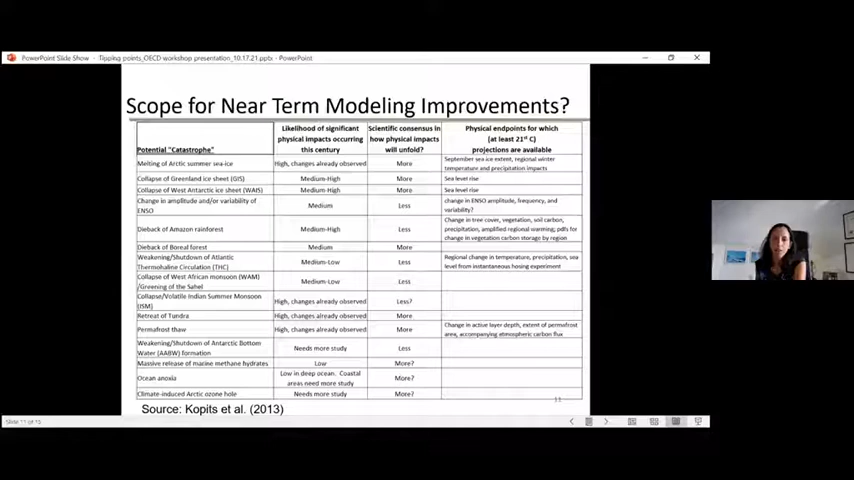 PowerPoint Slide Show - Tipping points_OECD workshop presentation_10.17.21.pptx - PowerPoint
Scope for Near Term Modeling Improvements?
Potential "Catastrophe"
Likelihood of significant
physical impacts occurring
this century
Scientific consensus in
how physical impacts
will unfold?
Physical endpoints for which
(at least 21st C)
projections are available
Melting of Arctic summer sea-ice
High, changes already observed
More
September sea ice extent, regional winter
temperature and precipitation impacts
Collapse of Greenland ice sheet (GIS)
Medium-High
More
Sea level rise
Collapse of West Antarctic ice sheet (WAIS)
Medium-High
More
Sea level rise
Change in amplitude and/or variability of
ENSO
Medium
Less
change in ENSO amplitude, frequency, and
variability?
Dieback of Amazon rainforest
Medium-High
Less
Change in tree cover, vegetation, soil carbon,
precipitation, amplified regional warming; pdfs for
change in vegetation carbon storage by region
Dieback of Boreal forest
Medium
More
Weakening/Shutdown of Atlantic
Thermohaline Circulation (THC)
Medium-Low
Less
Regional change in temperature, precipitation, sea
level from instantaneous hosing experiment
Collapse of West African monsoon (WAM)
/Greening of the Sahel
Medium-Low
Less
Collapse/Volatile Indian Summer Monsoon
(ISM)
High, changes already observed
Less?
Retreat of Tundra
High, changes already observed
More
Permafrost thaw
High, changes already observed
More
Change in active layer depth, extent of permafrost
area, accompanying atmospheric carbon flux
Weakening/Shutdown of Antarctic Bottom
Water (AABW) formation
Needs more study
Less
Massive release of marine methane hydrates
Low
More?
Ocean anoxia
Low in deep ocean. Coastal
areas need more study
More?
Climate-induced Arctic ozone hole
Needs more study
More?
11
Source: Kopits et al. (2013)